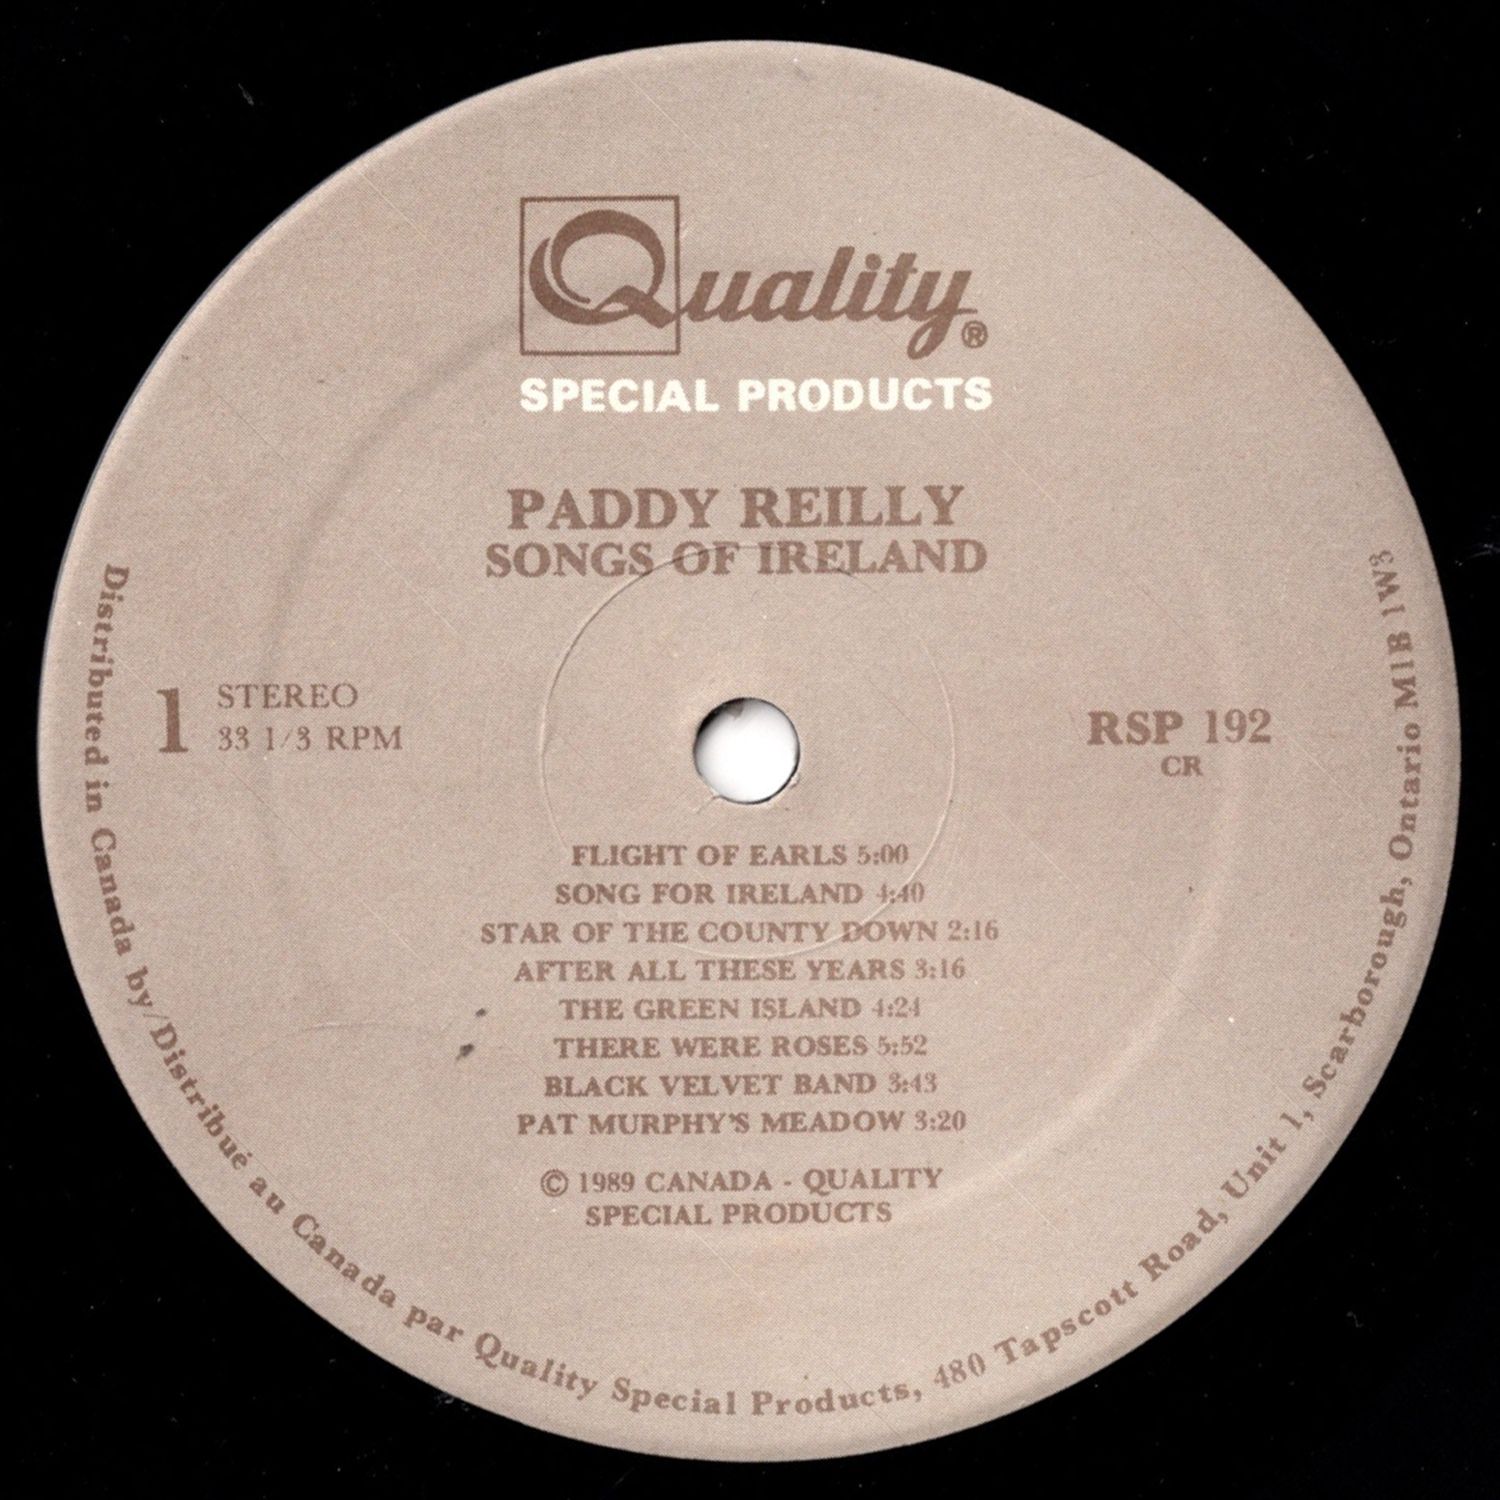 Quality®
SPECIAL PRODUCTS
PADDY REILLY
SONGS OF IRELAND
1
STEREO
33 1/3 RPM
RSP 192
CR
FLIGHT OF EARLS 5:00
SONG FOR IRELAND 4:40
STAR OF THE COUNTY DOWN 2:16
AFTER ALL THESE YEARS 3:16
THE GREEN ISLAND 4:24
THERE WERE ROSES 5:52
BLACK VELVET BAND 3:43
PAT MURPHY'S MEADOW 3:20
© 1989 CANADA - QUALITY
SPECIAL PRODUCTS
Distributed in Canada by/Distribué au Canada par Quality Special Products, 480 Tapscott Road, Unit 1, Scarborough, Ontario M1B 1W3